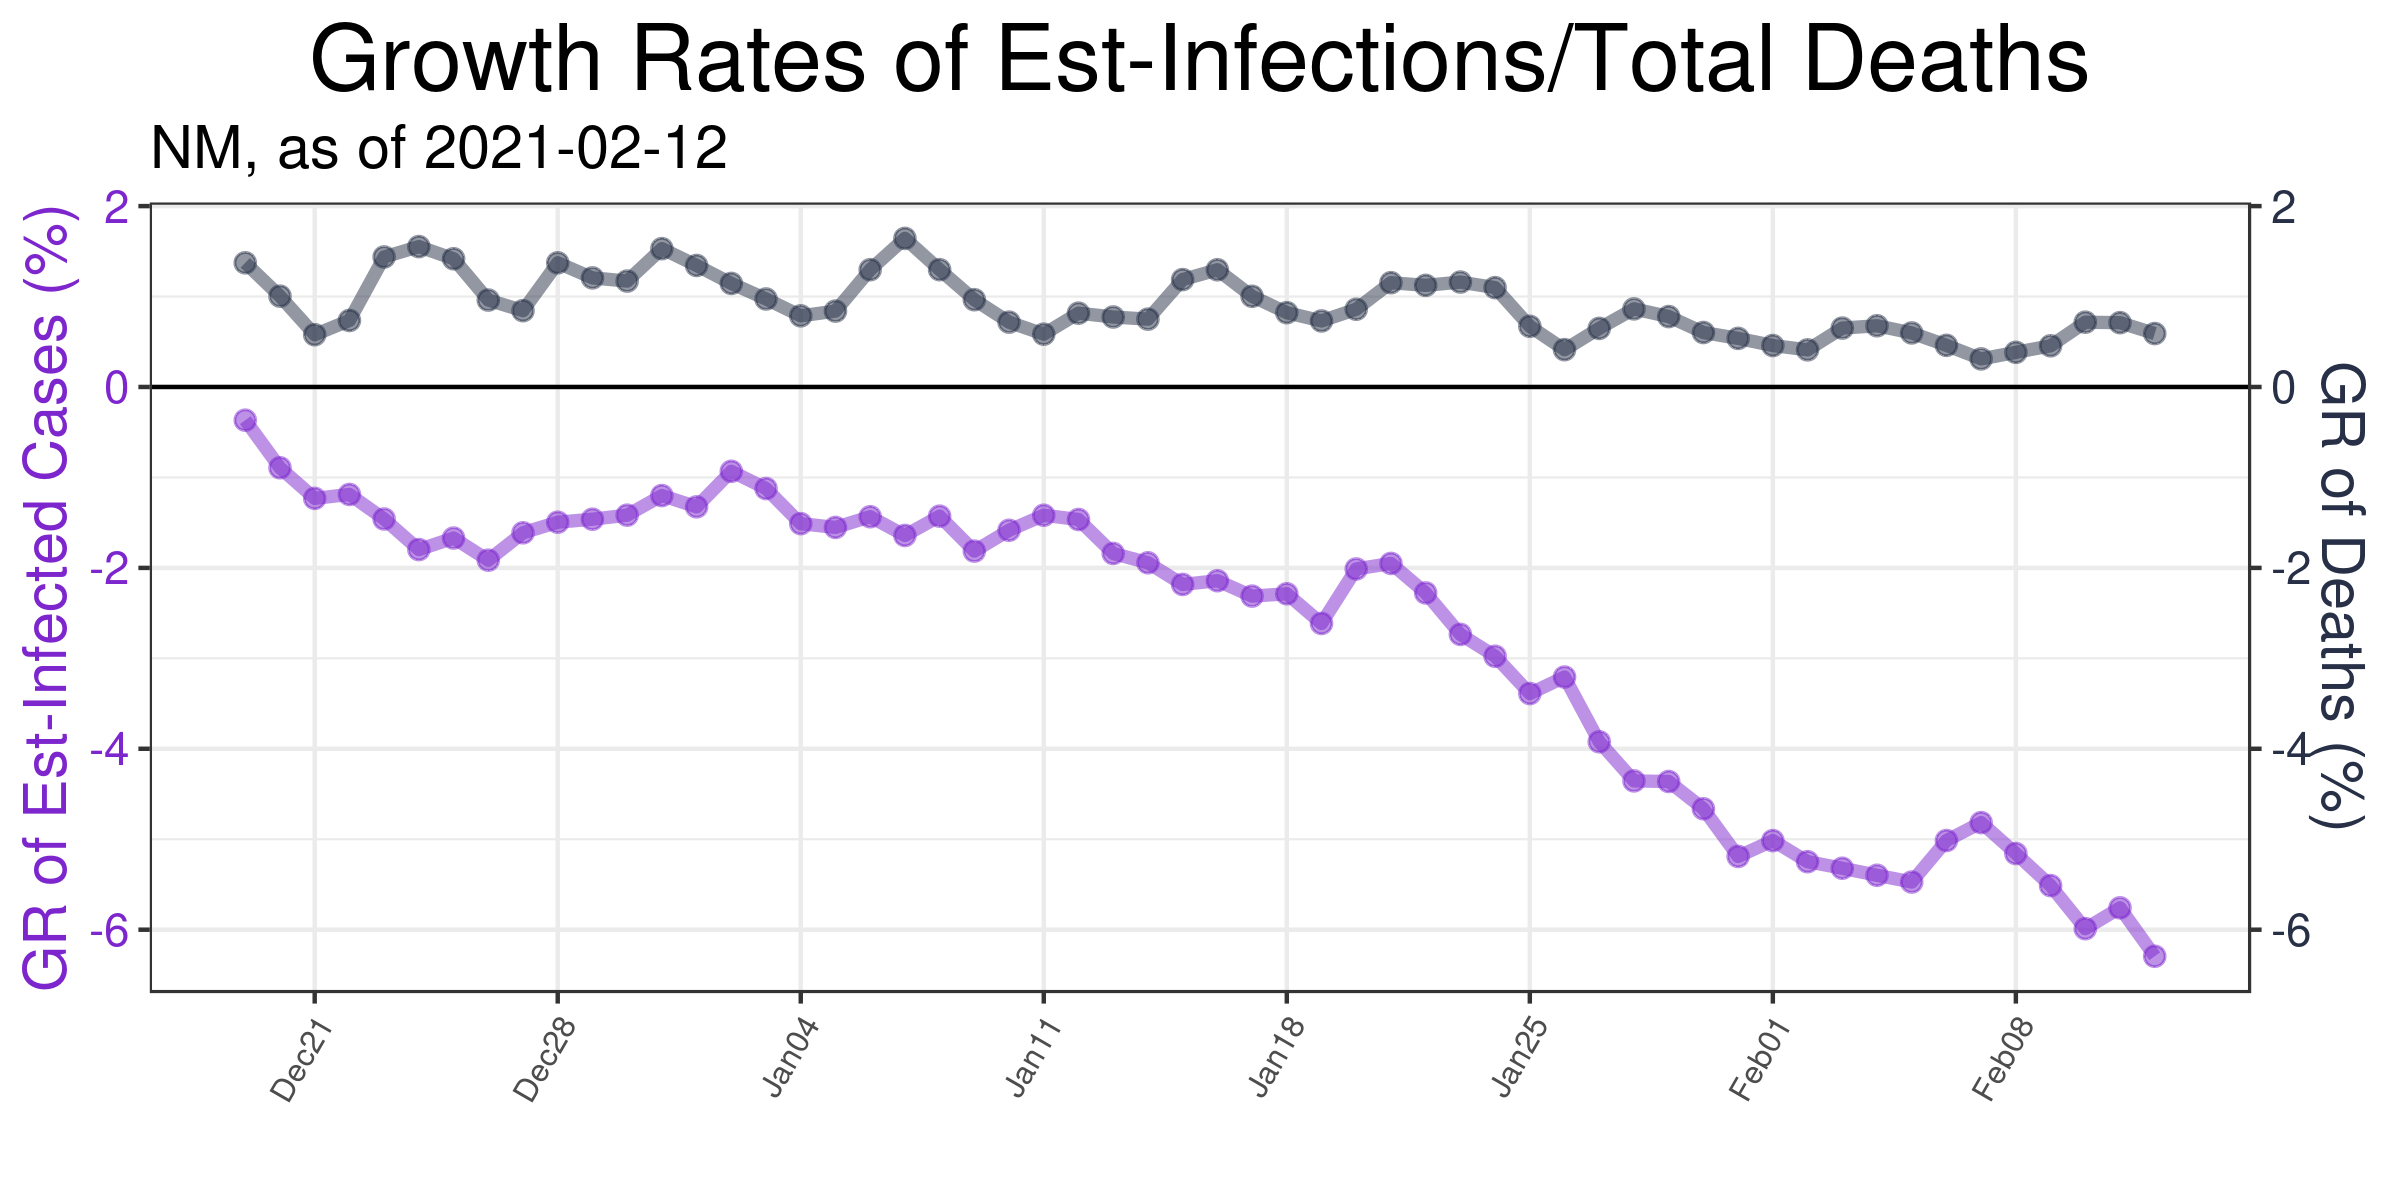 Growth Rates of Est-Infections/Total Deaths
NM, as of 2021-02-12
GR of Est-Infected Cases (%)
2
0
-2
-4
-6
2
0
-2
-4
-6
GR of Deaths (%)
Dec21
Dec28
Jan04
Jan11
Jan18
Jan25
Feb01
Feb08